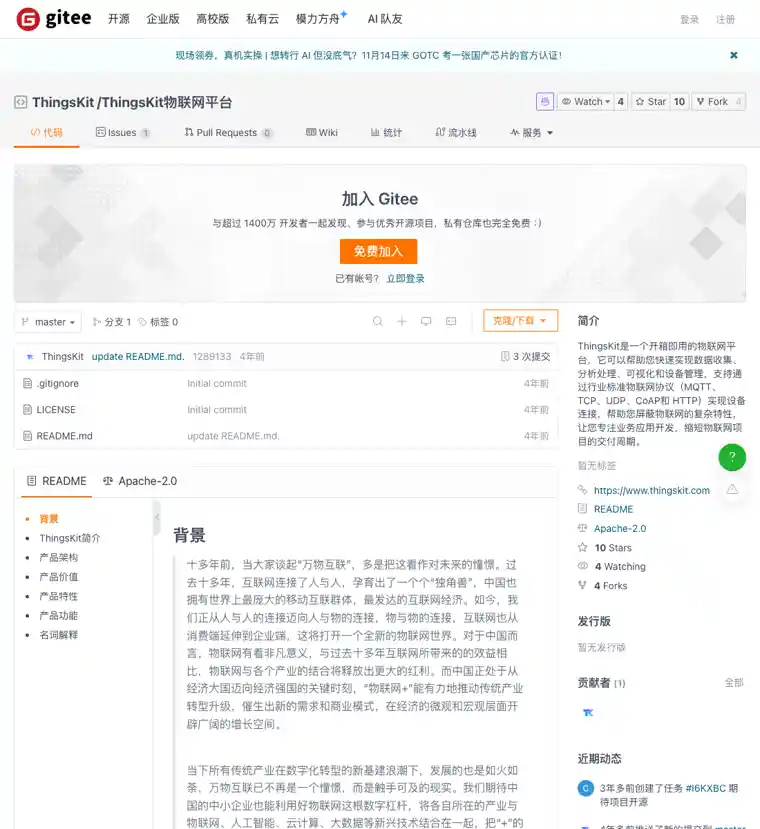 gitee 开源 企业版 高校版 私有云 模力方舟 AI 队友 登录 注册
现场领券，真机实操 | 想转行 AI 但没底气？11月14日来 GOTC 考一张国产芯片的官方认证！
ThingsKit /ThingsKit物联网平台
Watch 4 Star 10 Fork 4
代码 Issues 1 Pull Requests 0 Wiki 统计 流水线 服务
加入 Gitee
与超过 1400万 开发者一起发现、参与优秀开源项目，私有仓库也完全免费 :)
免费加入
已有帐号？ 立即登录
master 分支 1 标签 0 克隆/下载
ThingsKit update README.md. 1289133 4年前 3 次提交
.gitignore Initial commit 4年前
LICENSE Initial commit 4年前
README.md update README.md. 4年前
README Apache-2.0
背景
ThingsKit简介
产品架构
产品价值
产品特性
产品功能
名词解释
背景
十多年前，当大家谈起“万物互联”，多是把这看作对未来的憧憬。过
去十多年，互联网连接了人与人，孕育出了一个个“独角兽”，中国也
拥有世界上最庞大的移动互联群体，最发达的互联网经济。如今，我
们正从人与人的连接迈向人与物的连接，物与物的连接，互联网也从
消费端延伸到企业端，这将打开一个全新的物联网世界。对于中国而
言，物联网有着非凡意义，与过去十多年互联网所带来的的效益相
比，物联网与各个产业的结合将释放出更大的红利。而中国正处于从
经济大国迈向经济强国的关键时刻，“物联网+”能有力地推动传统产业
转型升级，催生出新的需求和商业模式，在经济的微观和宏观层面开
辟广阔的增长空间。
当下所有传统产业在数字化转型的新基建浪潮下，发展的也是如火如
荼，万物互联已不再是一个憧憬，而是触手可及的现实。我们期待中
国的中小企业也能利用好物联网这根数字杠杆，将各自所在的产业与
物联网、人工智能、云计算、大数据等新兴技术结合在一起，把“+”的
简介
ThingsKit是一个开箱即用的物联网平
台，它可以帮助您快速实现数据收集、
分析处理、可视化和设备管理，支持通
过行业标准物联网协议（MQTT、
TCP、UDP、CoAP和 HTTP）实现设备
连接，帮助您屏蔽物联网的复杂特性，
让您专注业务应用开发，缩短物联网项
目的交付周期。
?
暂无标签
https://www.thingskit.com
README
Apache-2.0
10 Stars
4 Watching
4 Forks
发行版
暂无发行版
贡献者 (1) 全部
近期动态
C 3年多前创建了任务 #I6KXBC 期
待项目开源
4年多前推送了新的提交到 master